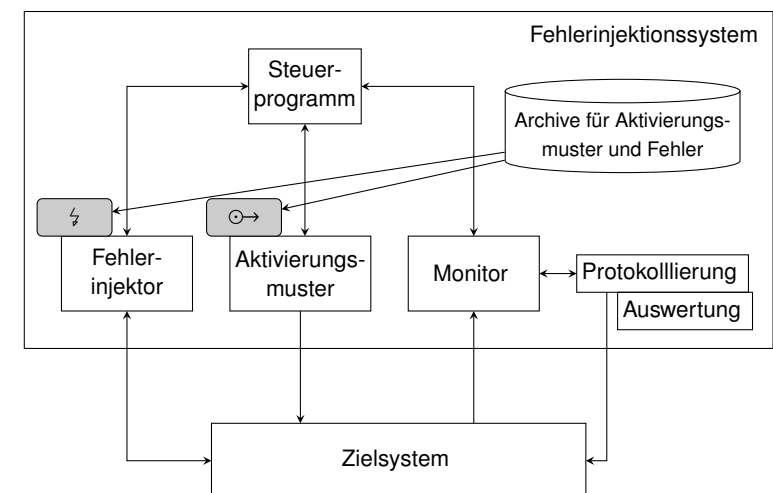 Fehlerinjektionssystem
Steuer-
programm
Archive für Aktivierungs-
muster und Fehler
Fehler-
injektor
Aktivierungs-
muster
Monitor
Protokolllierung
Auswertung
Zielsystem